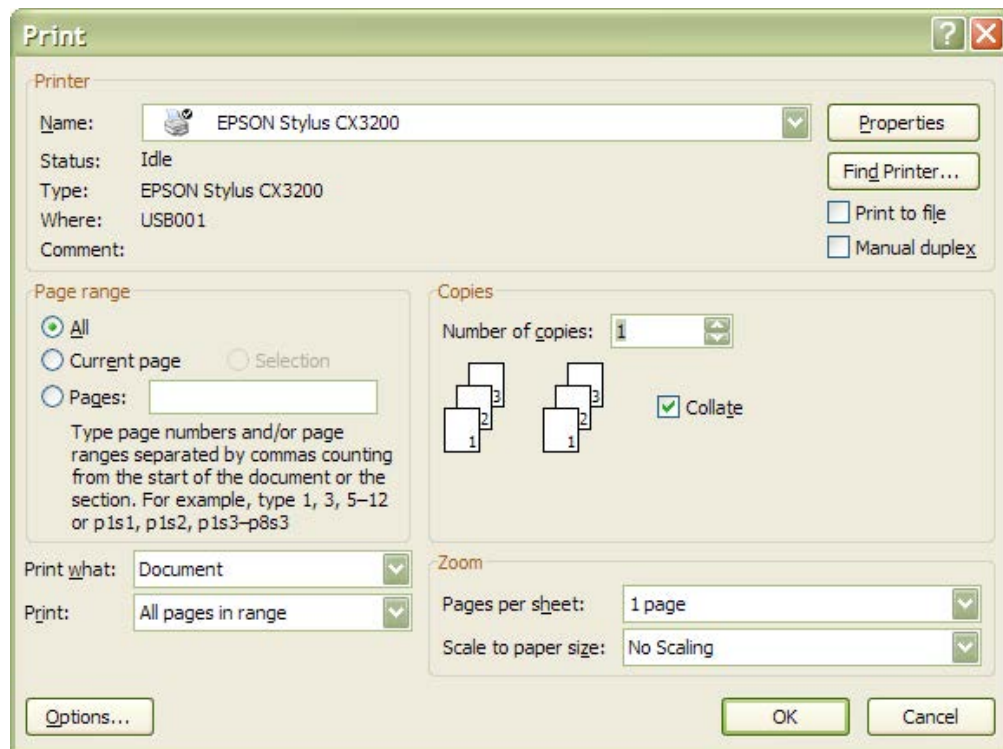 Print
Printer
Name: EPSON Stylus CX3200 Properties
Status: Idle
Type: EPSON Stylus CX3200 Find Printer...
Where: USB001 Print to file
Comment: Manual duplex
Page range
All
Current page Selection
Pages:
Type page numbers and/or page
ranges separated by commas counting
from the start of the document or the
section. For example, type 1, 3, 5–12
or p1s1, p1s2, p1s3–p8s3
Copies
Number of copies: 1
3 3
2 2
1 1
Collate
Print what: Document
Print: All pages in range
Zoom
Pages per sheet: 1 page
Scale to paper size: No Scaling
Options... OK Cancel